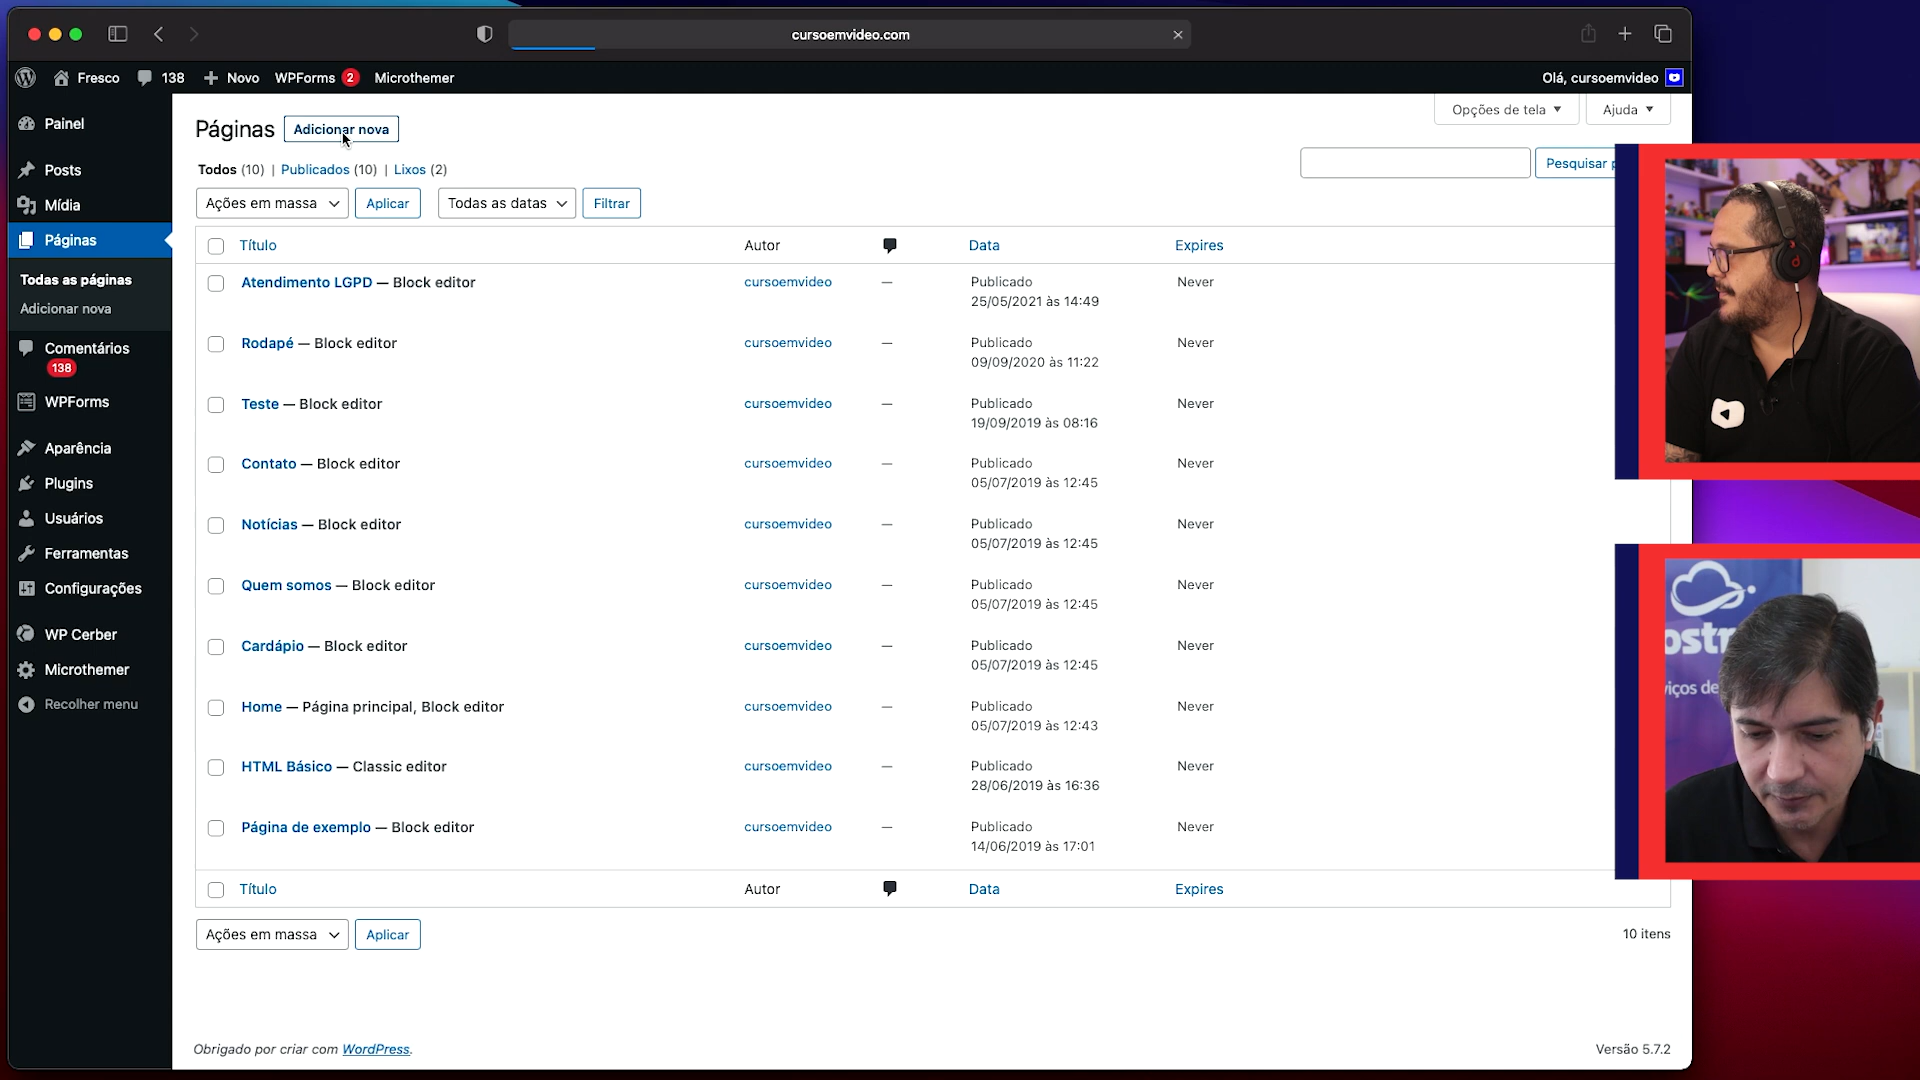 cursoemvideo.com
Fresco 138 Novo WPForms 2 Microthemer Olá, cursoemvideo
Opções de tela Ajuda
Painel
Posts
Mídia
Páginas
Todas as páginas
Adicionar nova
Comentários
138
WPForms
Aparência
Plugins
Usuários
Ferramentas
Configurações
WP Cerber
Microthemer
Recolher menu
Páginas Adicionar nova
Todos (10) | Publicados (10) | Lixos (2)
Pesquisar
Ações em massa Aplicar Todas as datas Filtrar
Título Autor Data Expires
Atendimento LGPD — Block editor cursoemvideo — Publicado Never
25/05/2021 às 14:49
Rodapé — Block editor cursoemvideo — Publicado Never
09/09/2020 às 11:22
Teste — Block editor cursoemvideo — Publicado Never
19/09/2019 às 08:16
Contato — Block editor cursoemvideo — Publicado Never
05/07/2019 às 12:45
Notícias — Block editor cursoemvideo — Publicado Never
05/07/2019 às 12:45
Quem somos — Block editor cursoemvideo — Publicado Never
05/07/2019 às 12:45
Cardápio — Block editor cursoemvideo — Publicado Never
05/07/2019 às 12:45
Home — Página principal, Block editor cursoemvideo — Publicado Never
05/07/2019 às 12:43
HTML Básico — Classic editor cursoemvideo — Publicado Never
28/06/2019 às 16:36
Página de exemplo — Block editor cursoemvideo — Publicado Never
14/06/2019 às 17:01
Título Autor Data Expires
Ações em massa Aplicar 10 itens
Obrigado por criar com WordPress. Versão 5.7.2